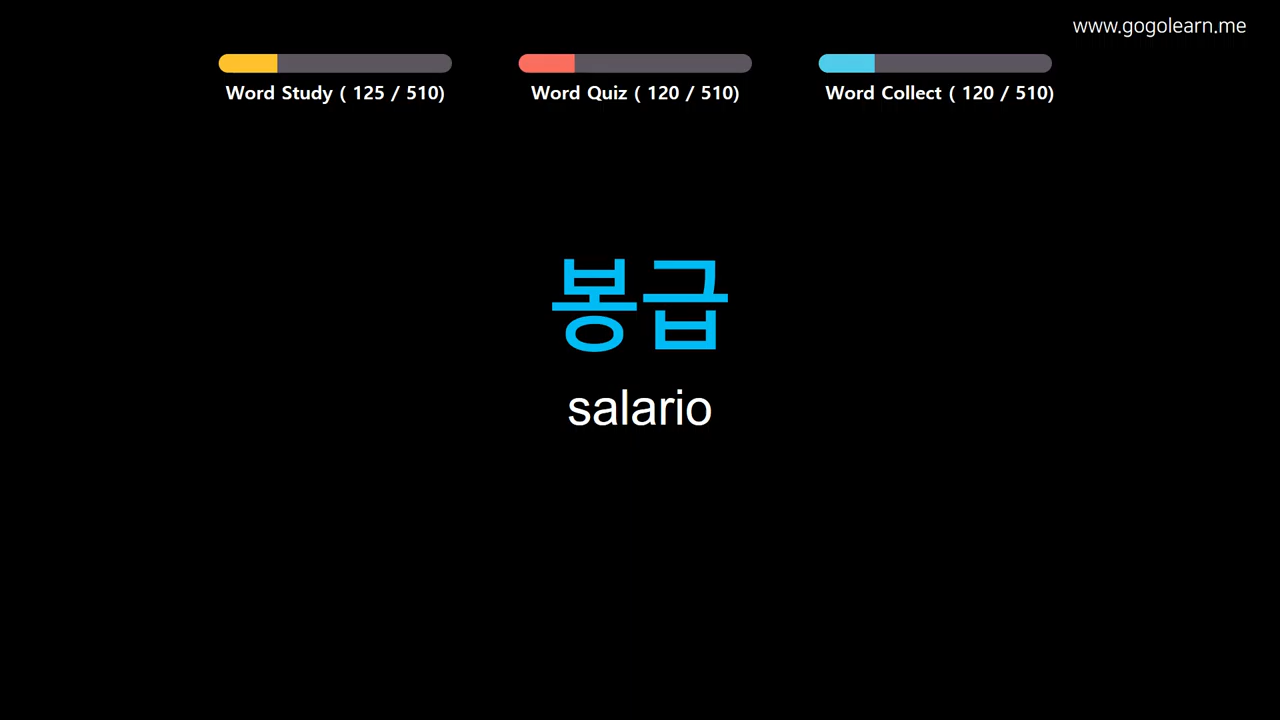 www.gogolearn.me
Word Study ( 125 / 510)
Word Quiz ( 120 / 510)
Word Collect ( 120 / 510)
봉급
salario